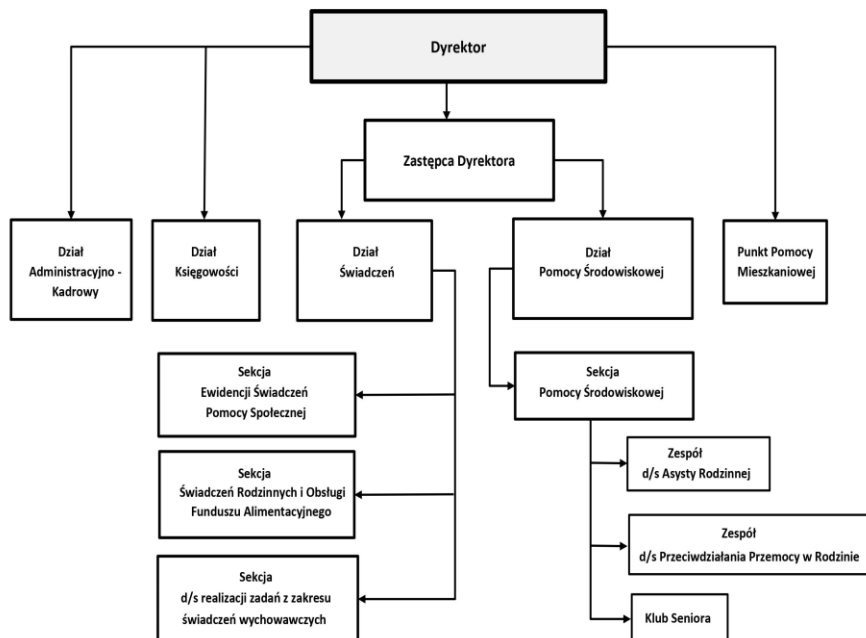 Dyrektor
Zastępca Dyrektora
Dział
Administracyjno -
Kadrowy
Dział
Księgowości
Dział
Świadczeń
Dział
Pomocy Środowiskowej
Punkt Pomocy
Mieszkaniowej
Sekcja
Ewidencji Świadczeń
Pomocy Społecznej
Sekcja
Pomocy Środowiskowej
Sekcja
Świadczeń Rodzinnych i Obsługi
Funduszu Alimentacyjnego
Zespół
d/s Asysty Rodzinnej
Zespół
d/s Przeciwdziałania Przemocy w Rodzinie
Sekcja
d/s realizacji zadań z zakresu
świadczeń wychowawczych
Klub Seniora